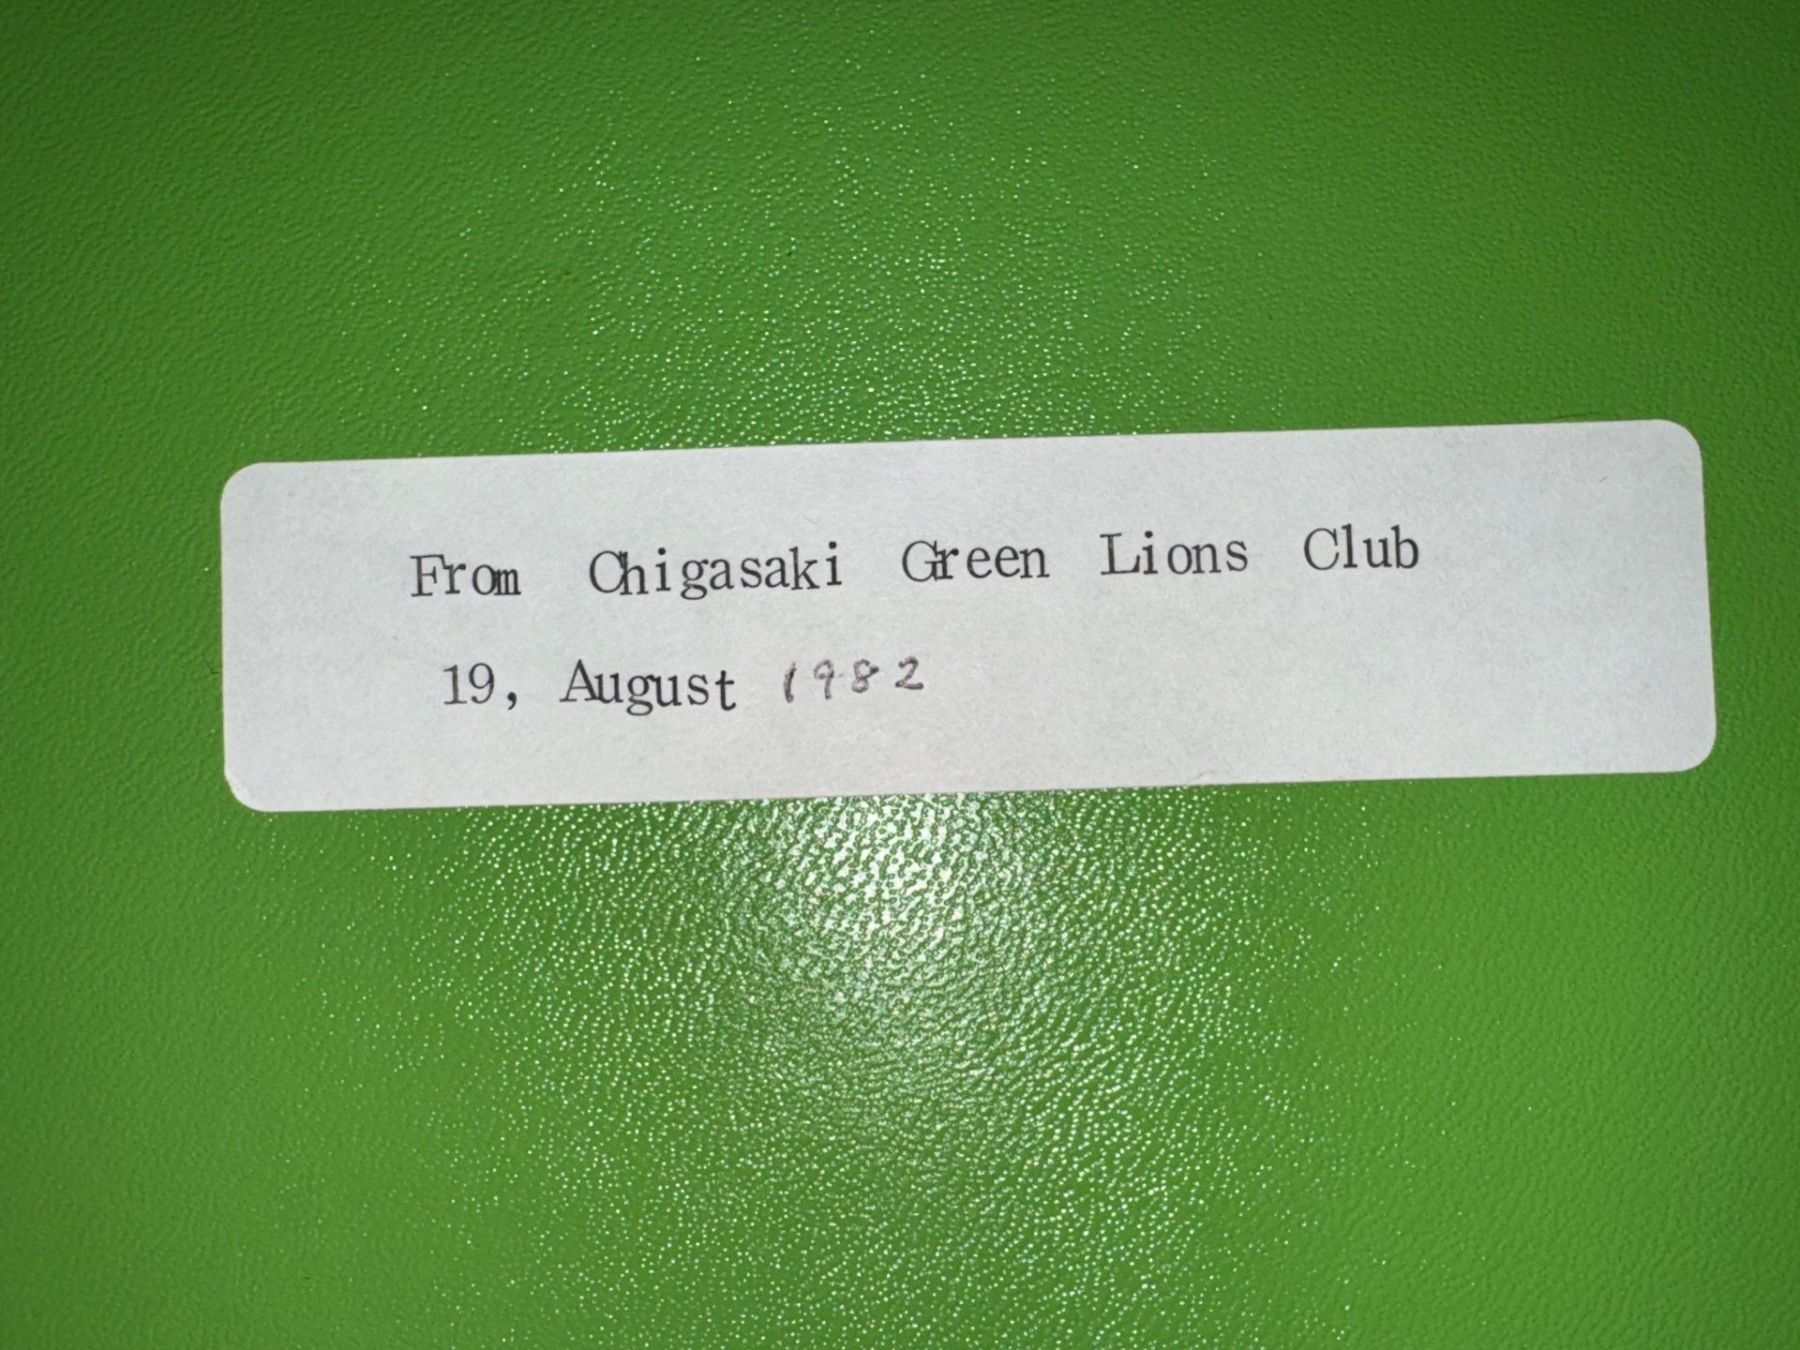 From Chigasaki Green Lions Club
19, August 1982